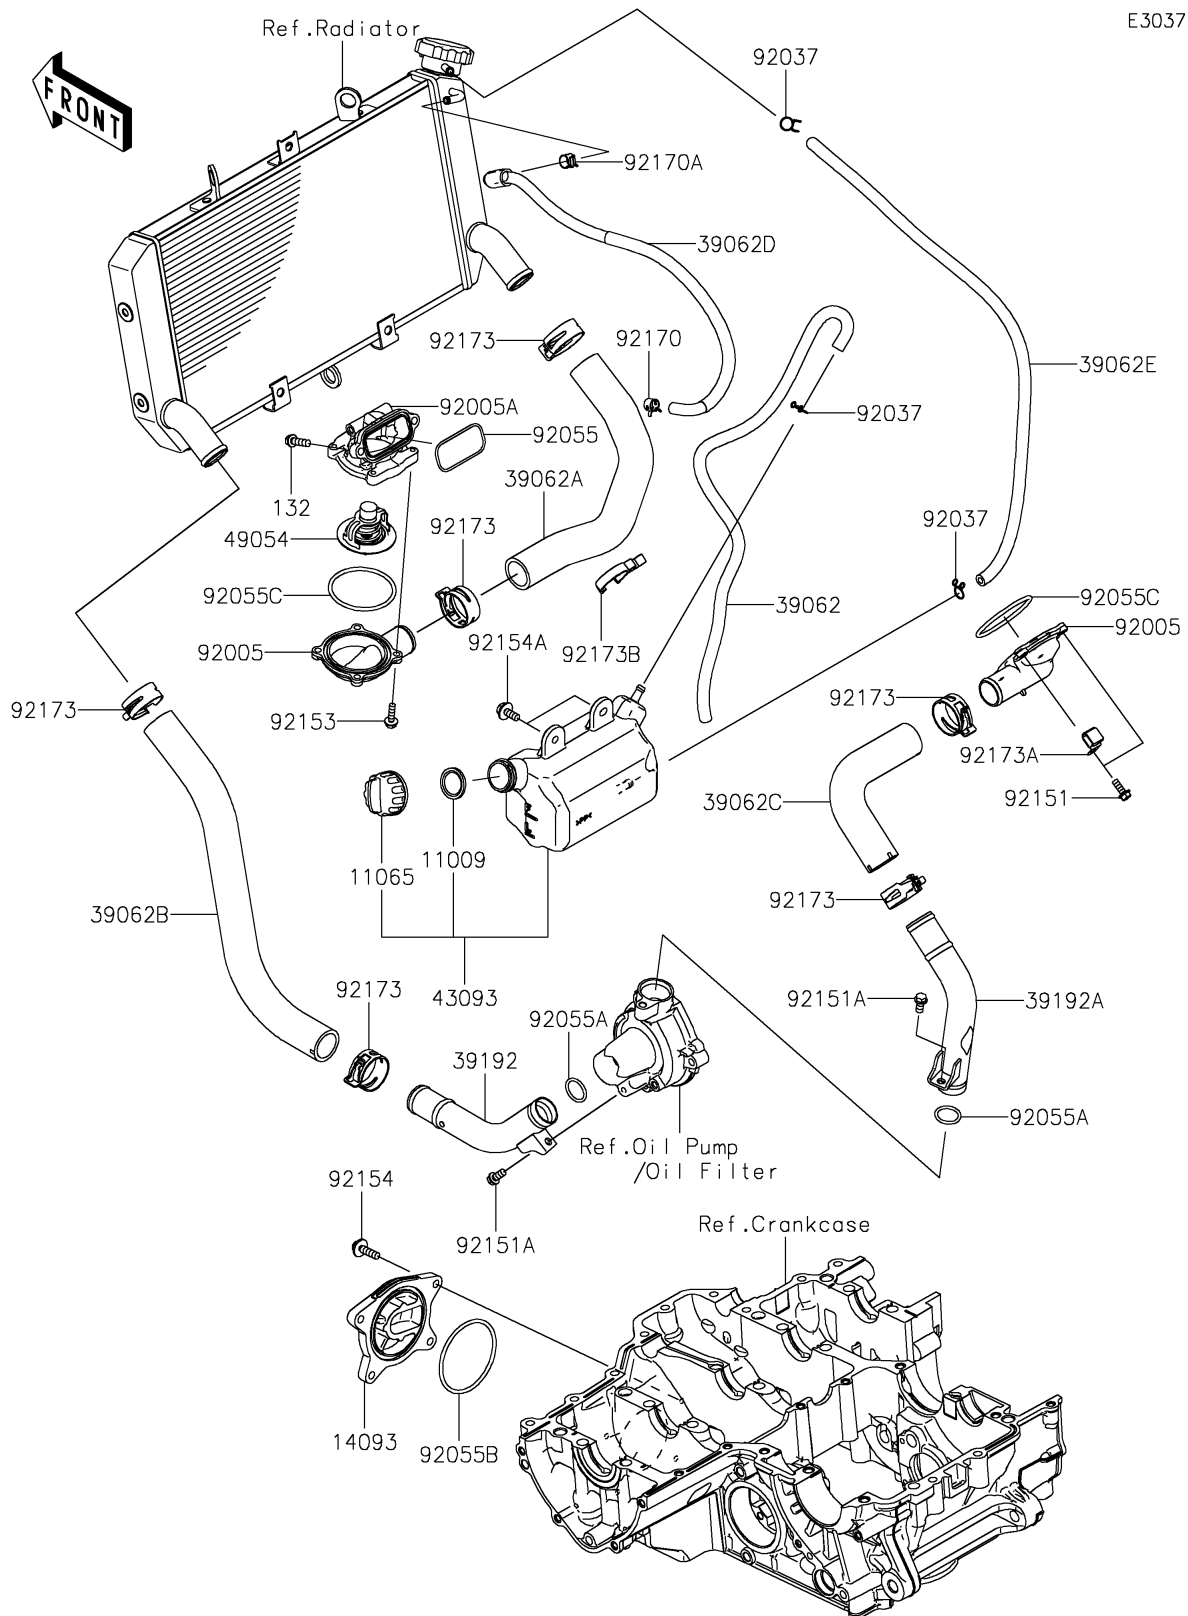 E3037
Ref.Radiator
FRONT
92037
92170A
39062D
92173
92170
39062E
92005A
92037
92055
132
39062A
49054
92173
92037
92055C
39062
92055C
92005
92154A
92173B
92005
92173
92173
92153
92173A
39062C
92151
11009
11065
92173
39062B
43093
92173
92151A
39192A
92055A
39192
92055A
Ref.Oil Pump
/Oil Filter
92154
92151A
Ref.Crankcase
14093
92055B